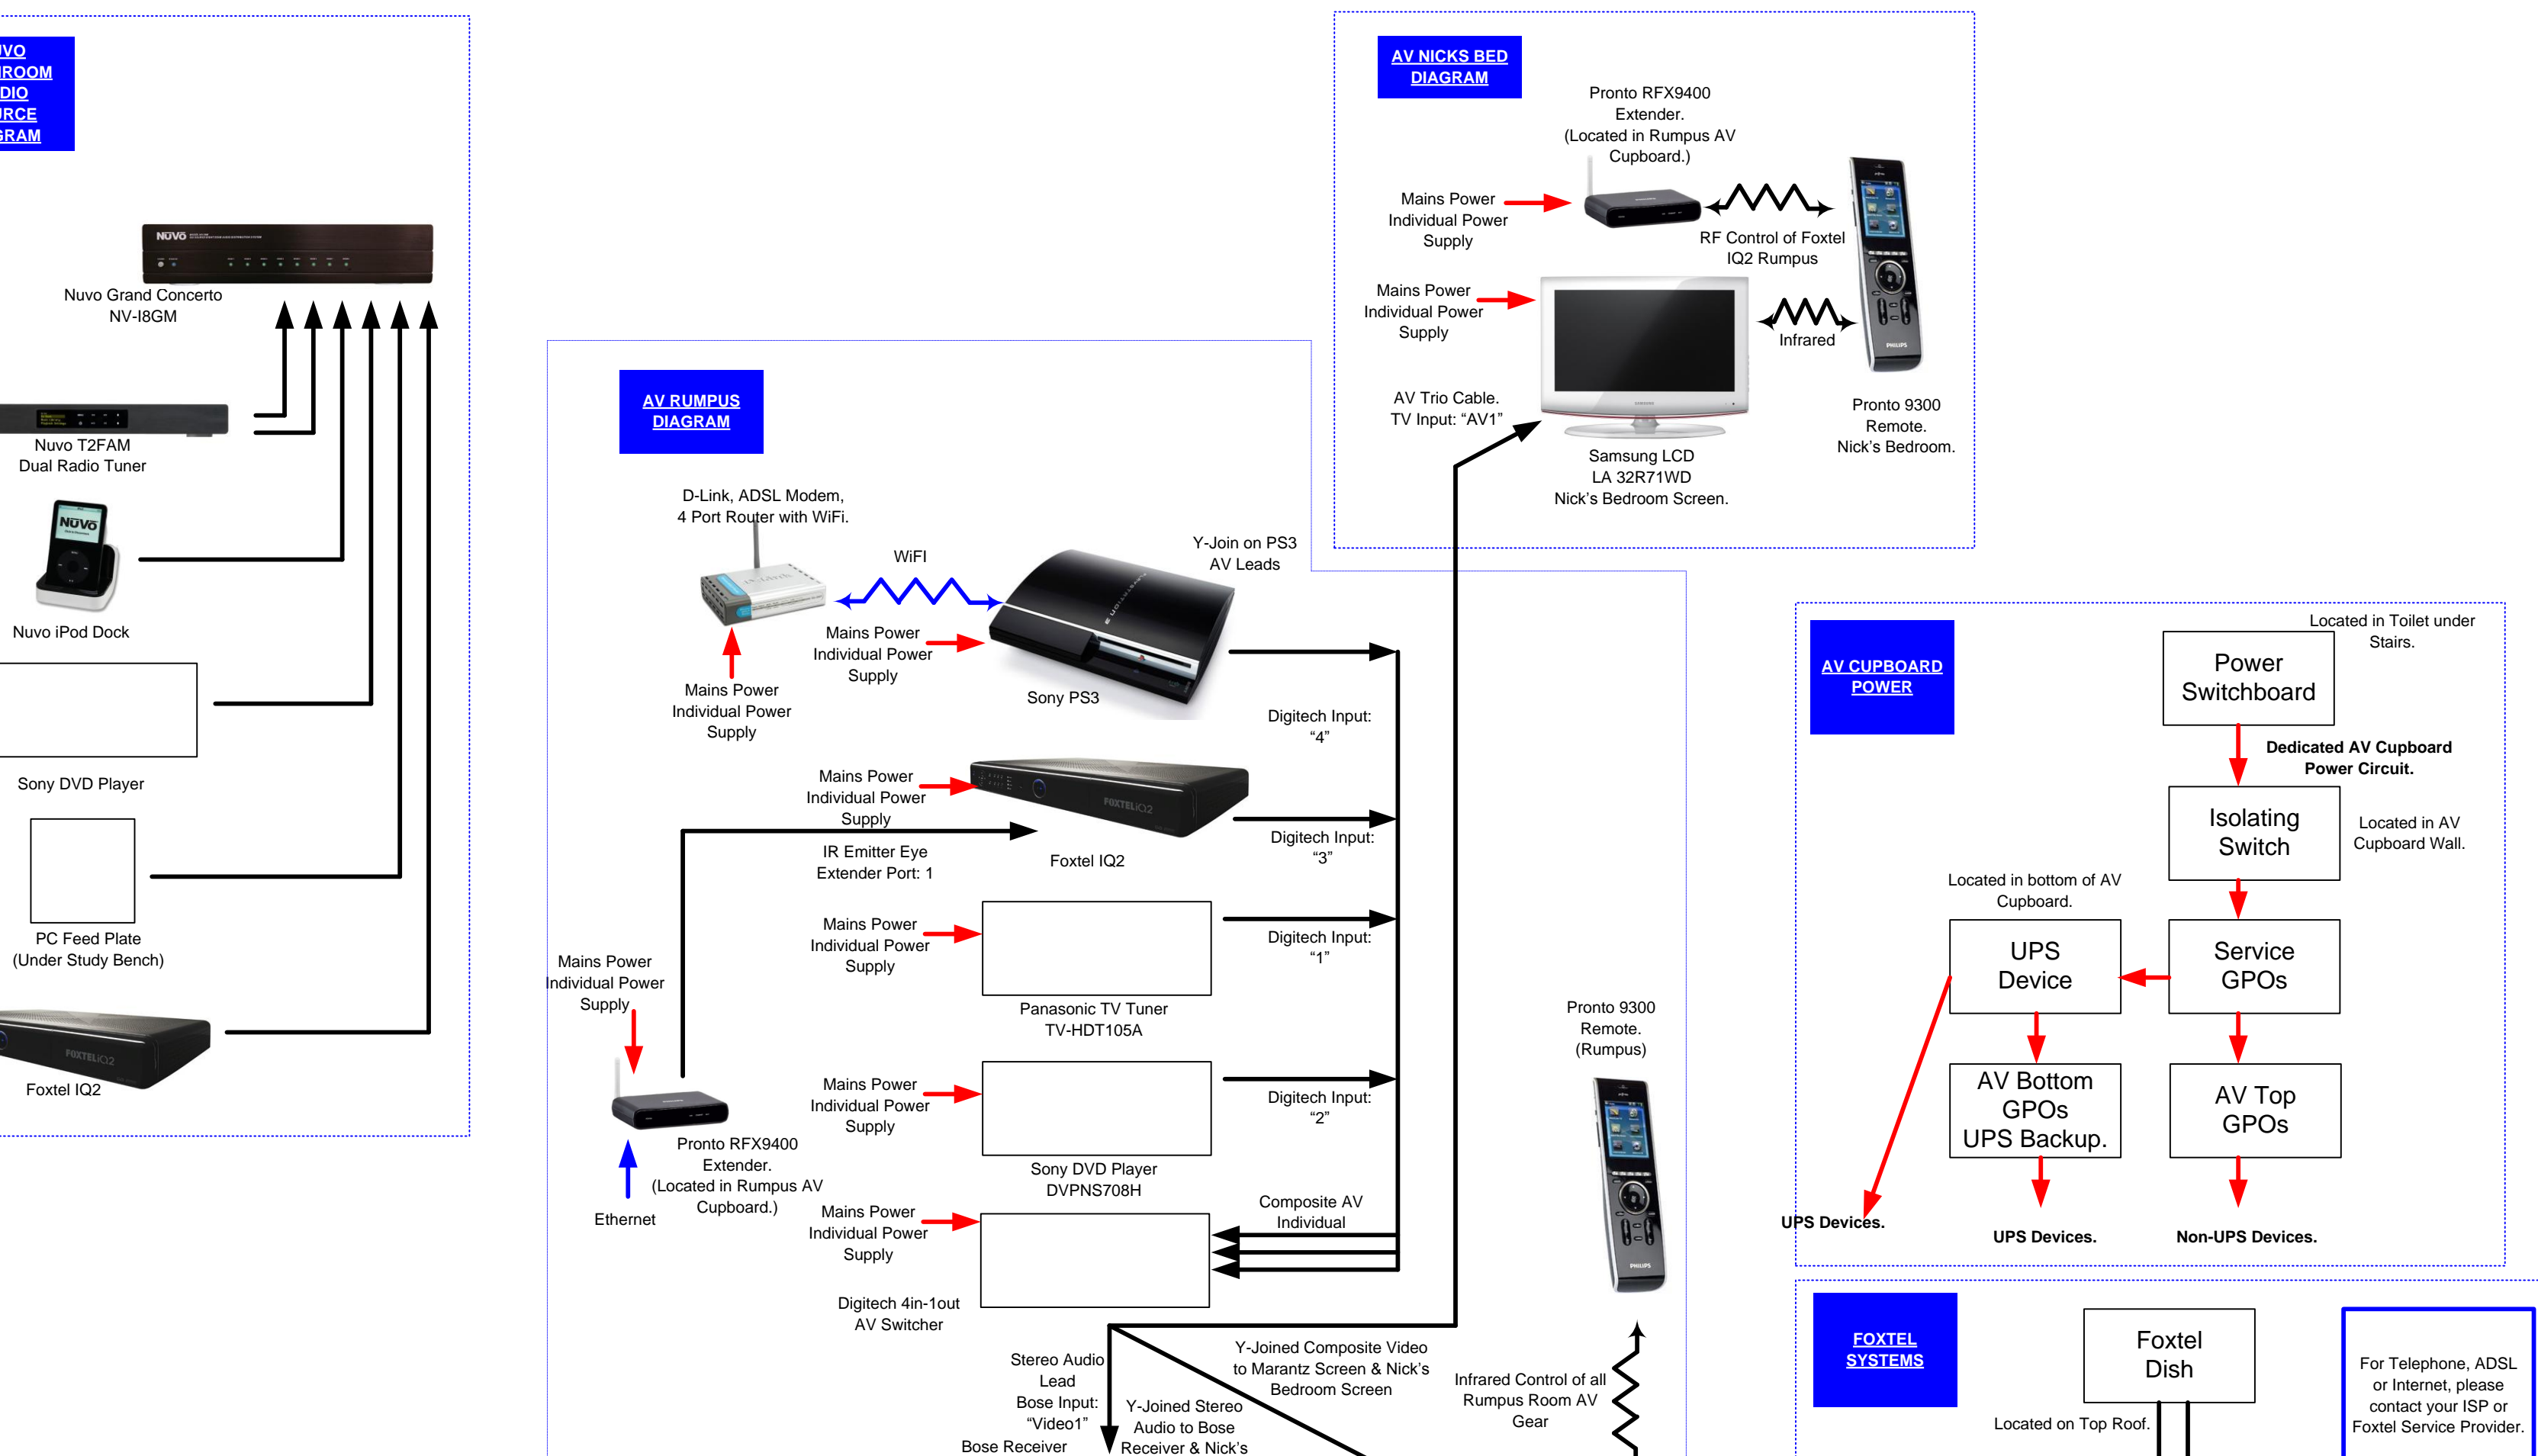 NUVO
Nuvo Grand Concerto
NV-I8GM
Nuvo T2FAM
Dual Radio Tuner
NUVO
Nuvo iPod Dock
Sony DVD Player
PC Feed Plate
(Under Study Bench)
FOXTELiQ2
Foxtel IQ2
AV RUMPUS
DIAGRAM
D-Link, ADSL Modem,
4 Port Router with WiFi.
WiFI
Y-Join on PS3
AV Leads
Mains Power
Individual Power
Supply
Mains Power
Individual Power
Supply
Sony PS3
Digitech Input:
“4”
Mains Power
Individual Power
Supply
FOXTELiQ2
Foxtel IQ2
Digitech Input:
“3”
IR Emitter Eye
Extender Port: 1
Mains Power
Individual Power
Supply
Panasonic TV Tuner
TV-HDT105A
Digitech Input:
“1”
Mains Power
Individual Power
Supply
Pronto RFX9400
Extender.
(Located in Rumpus AV
Cupboard.)
Ethernet
Mains Power
Individual Power
Supply
Sony DVD Player
DVPNS708H
Digitech Input:
“2”
Mains Power
Individual Power
Supply
Composite AV
Individual
Digitech 4in-1out
AV Switcher
Stereo Audio
Lead
Bose Input:
“Video1”
Bose Receiver
Y-Joined Stereo
Audio to Bose
Receiver & Nick’s
Y-Joined Composite Video
to Marantz Screen & Nick’s
Bedroom Screen
Pronto 9300
Remote.
(Rumpus)
PHILIPS
Infrared Control of all
Rumpus Room AV
Gear
AV NICKS BED
DIAGRAM
Pronto RFX9400
Extender.
(Located in Rumpus AV
Cupboard.)
Mains Power
Individual Power
Supply
RF Control of Foxtel
IQ2 Rumpus
Mains Power
Individual Power
Supply
Infrared
PHILIPS
SAMSUNG
AV Trio Cable.
TV Input: “AV1”
Samsung LCD
LA 32R71WD
Nick’s Bedroom Screen.
Pronto 9300
Remote.
Nick’s Bedroom.
AV CUPBOARD
POWER
Located in Toilet under
Stairs.
Power
Switchboard
Dedicated AV Cupboard
Power Circuit.
Isolating
Switch
Located in AV
Cupboard Wall.
Located in bottom of AV
Cupboard.
UPS
Device
Service
GPOs
AV Bottom
GPOs
UPS Backup.
AV Top
GPOs
UPS Devices.
UPS Devices.
Non-UPS Devices.
FOXTEL
SYSTEMS
Foxtel
Dish
Located on Top Roof.
For Telephone, ADSL
or Internet, please
contact your ISP or
Foxtel Service Provider.